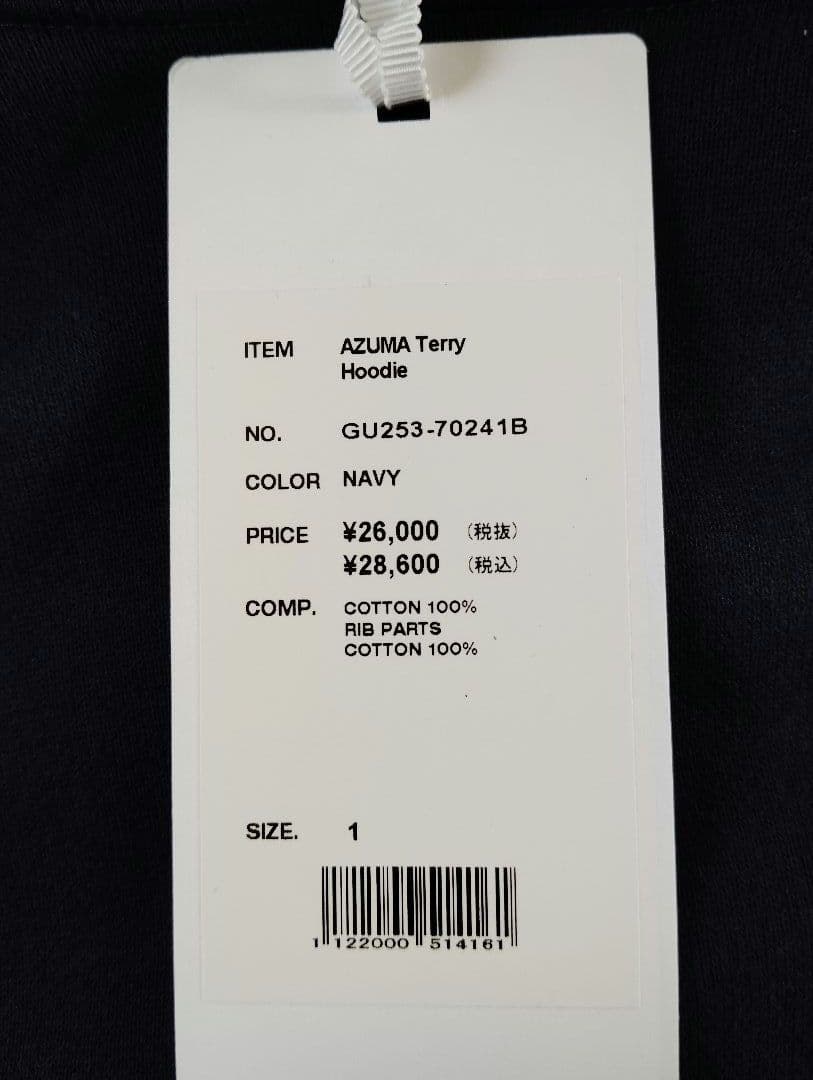 ITEM AZUMA Terry
Hoodie
NO. GU253-70241B
COLOR NAVY
PRICE ¥26,000 (税抜)
¥28,600 (税込)
COMP. COTTON 100%
RIB PARTS
COTTON 100%
SIZE. 1
1 122000 514161